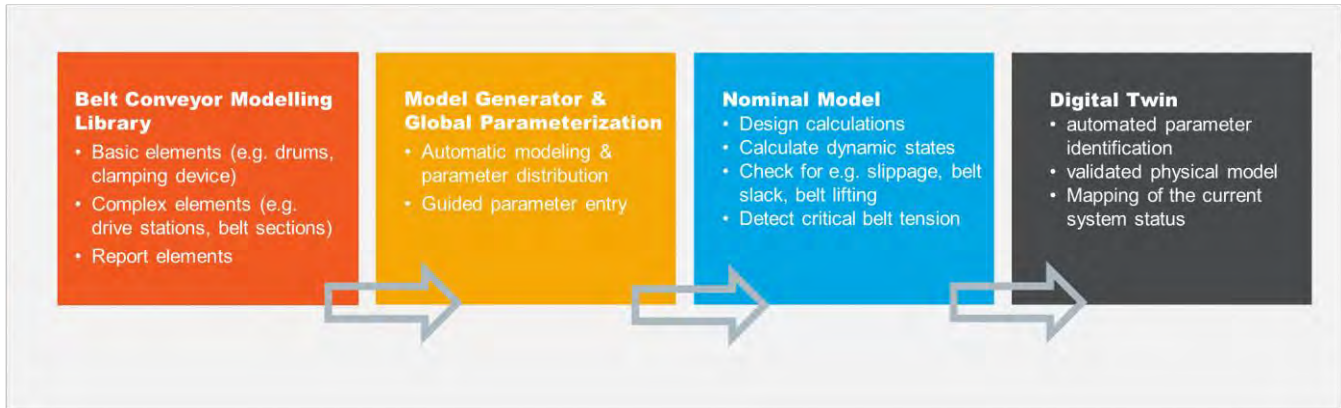 Belt Conveyor Modelling
Library
• Basic elements (e.g. drums,
clamping device)
• Complex elements (e.g.
drive stations, belt sections)
• Report elements
Model Generator &
Global Parameterization
• Automatic modeling &
parameter distribution
• Guided parameter entry
Nominal Model
• Design calculations
• Calculate dynamic states
• Check for e.g. slippage, belt
slack, belt lifting
• Detect critical belt tension
Digital Twin
• automated parameter
identification
• validated physical model
• Mapping of the current
system status